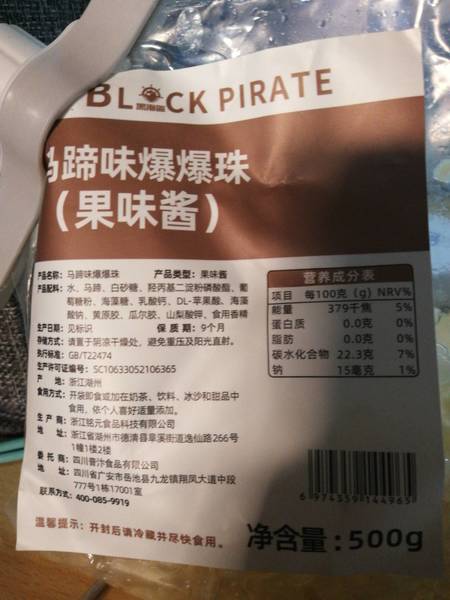 BLACK PIRATE
黑海盗
马蹄味爆爆珠
（果味酱）
产品名称：马蹄味爆爆珠 产品类型：果味酱
产品配料：水、马蹄、白砂糖、羟丙基二淀粉磷酸酯、葡
萄糖粉、海藻糖、乳酸钙、DL-苹果酸、海藻
酸钠、黄原胶、瓜尔胶、山梨酸钾、食用香精
生产日期：见标识 保质期：9个月
存储方式：请置于阴凉干燥处，避免重压及阳光直射。
执行标准：GB/T22474
生产许可证编号：SC10633052106365
产 地：浙江湖州
食用方式：开袋即食或加在奶茶、饮料、冰沙和甜品中
食用，依个人喜好适量添加。
生产商：浙江铭元食品科技有限公司
地 址：浙江省湖州市德清县阜溪街道逸仙路266号
1幢1楼2楼
委托商：四川香汴食品有限公司
地 址：四川省广安市岳池县九龙镇翔凤大道中段
777号1栋17001室
联系方式：400-085-9919
温馨提示：开封后请冷藏并尽快食用。
营养成分表
项目 每100克（g） NRV%
能量 379千焦 5%
蛋白质 0.0克 0%
脂肪 0.0克 0%
碳水化合物 22.3克 7%
钠 15毫克 1%
6974359144965
净含量：500g